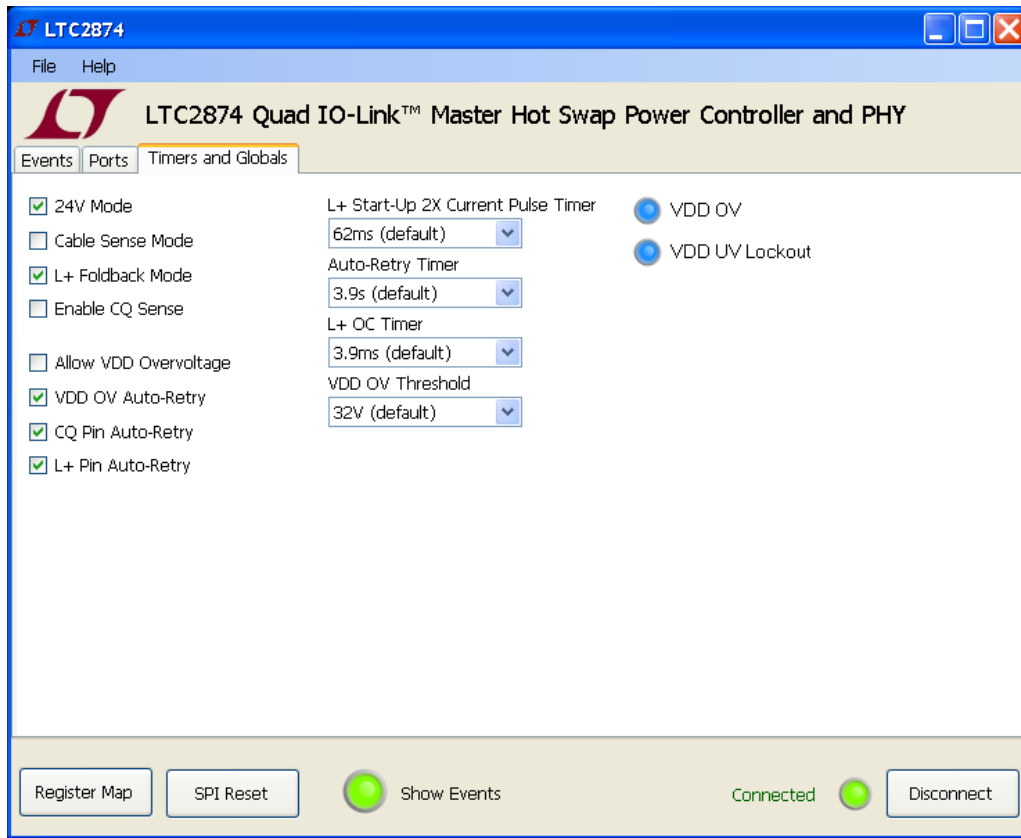 LTC2874
File Help
LTC2874 Quad IO-Link™ Master Hot Swap Power Controller and PHY
Events Ports Timers and Globals
24V Mode
Cable Sense Mode
L+ Foldback Mode
Enable CQ Sense
Allow VDD Overvoltage
VDD OV Auto-Retry
CQ Pin Auto-Retry
L+ Pin Auto-Retry
L+ Start-Up 2X Current Pulse Timer
62ms (default)
Auto-Retry Timer
3.9s (default)
L+ OC Timer
3.9ms (default)
VDD OV Threshold
32V (default)
VDD OV
VDD UV Lockout
Register Map SPI Reset Show Events Connected Disconnect